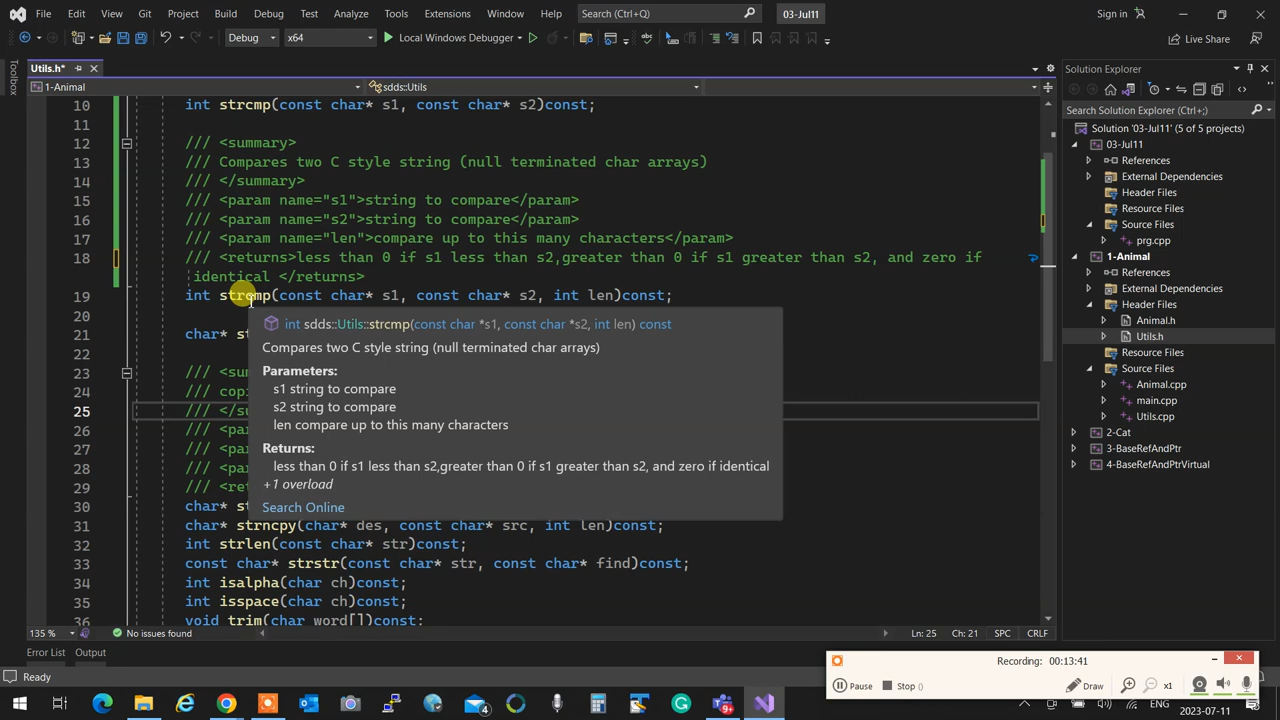 File Edit View Git Project Build Debug Test Analyze Tools Extensions Window Help Search (Ctrl+Q) 03-Jul11 Sign in
Debug x64 Local Windows Debugger Live Share
Toolbox
Utils.h*
1-Animal sdds::Utils
10 int strcmp(const char* s1, const char* s2)const;
11
12 /// <summary>
13 /// Compares two C style string (null terminated char arrays)
14 /// </summary>
15 /// <param name="s1">string to compare</param>
16 /// <param name="s2">string to compare</param>
17 /// <param name="len">compare up to this many characters</param>
18 /// <returns>less than 0 if s1 less than s2,greater than 0 if s1 greater than s2, and zero if
identical </returns>
19 int strcmp(const char* s1, const char* s2, int len)const;
20
21 char* st
22
23 /// <sum
24 /// copi
25 /// </su
26 /// <pa
27 /// <pa
28 /// <pa
29 /// <ret
30 char* st
31 char* strncpy(char* des, const char* src, int len)const;
32 int strlen(const char* str)const;
33 const char* strstr(const char* str, const char* find)const;
34 int isalpha(char ch)const;
35 int isspace(char ch)const;
36 void trim(char word[])const;
int sdds::Utils::strcmp(const char *s1, const char *s2, int len) const
Compares two C style string (null terminated char arrays)
Parameters:
s1 string to compare
s2 string to compare
len compare up to this many characters
Returns:
less than 0 if s1 less than s2,greater than 0 if s1 greater than s2, and zero if identical
+1 overload
Search Online
135 % No issues found Ln: 25 Ch: 21 SPC CRLF
Error List Output
Ready
Solution Explorer
Search Solution Explorer (Ctrl+;)
Solution '03-Jul11' (5 of 5 projects)
03-Jul11
References
External Dependencies
Header Files
Resource Files
Source Files
prg.cpp
1-Animal
References
External Dependencies
Header Files
Animal.h
Utils.h
Resource Files
Source Files
Animal.cpp
main.cpp
Utils.cpp
2-Cat
3-BaseRefAndPtr
4-BaseRefAndPtrVirtual
Recording: 00:13:41
Pause Stop () Draw x1
ENG 2023-07-11